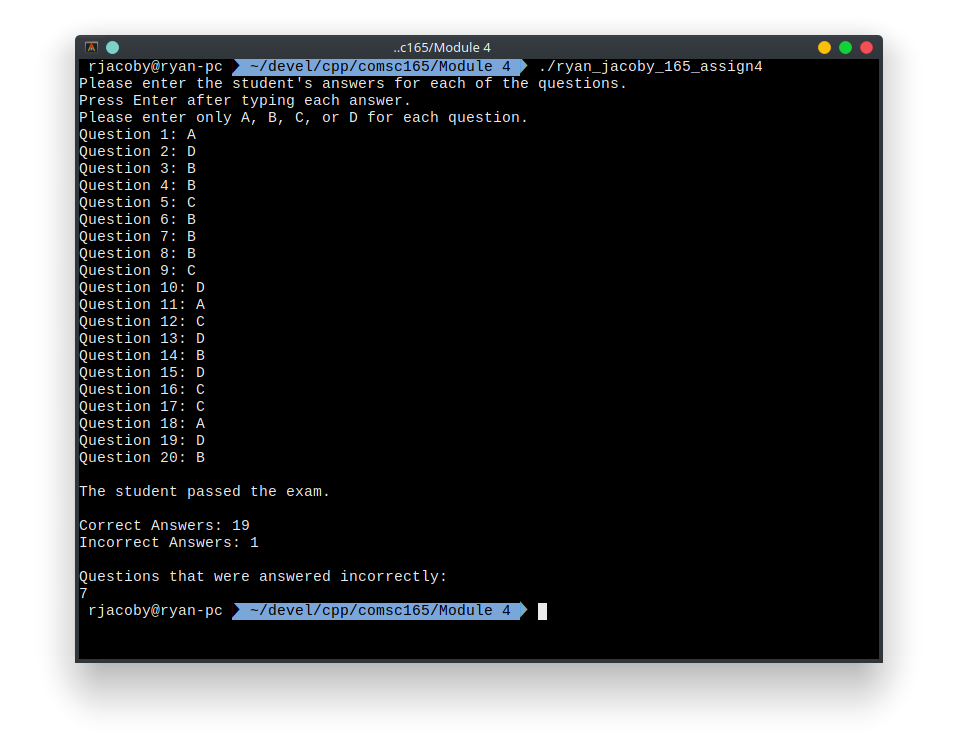 ..c165/Module 4
rjacoby@ryan-pc ~/devel/cpp/comsc165/Module 4 ./ryan_jacoby_165_assign4
Please enter the student's answers for each of the questions.
Press Enter after typing each answer.
Please enter only A, B, C, or D for each question.
Question 1: A
Question 2: D
Question 3: B
Question 4: B
Question 5: C
Question 6: B
Question 7: B
Question 8: B
Question 9: C
Question 10: D
Question 11: A
Question 12: C
Question 13: D
Question 14: B
Question 15: D
Question 16: C
Question 17: C
Question 18: A
Question 19: D
Question 20: B
The student passed the exam.
Correct Answers: 19
Incorrect Answers: 1
Questions that were answered incorrectly:
7
rjacoby@ryan-pc ~/devel/cpp/comsc165/Module 4